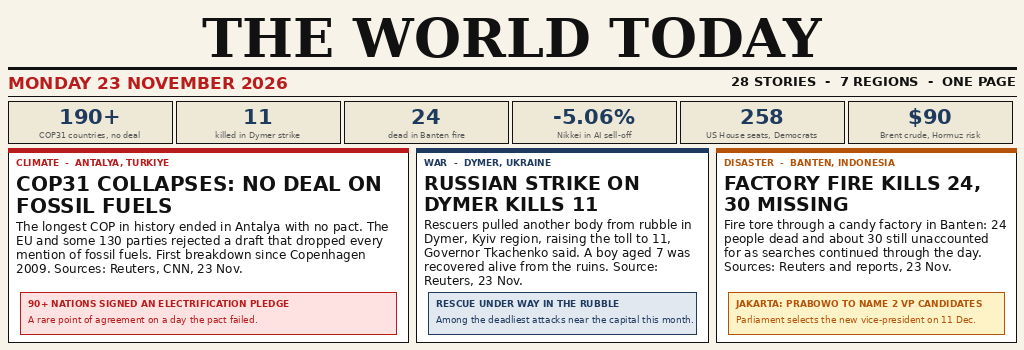 THE WORLD TODAY
MONDAY 23 NOVEMBER 2026
28 STORIES - 7 REGIONS - ONE PAGE
190+
COP31 countries, no deal
11
killed in Dymer strike
24
dead in Banten fire
-5.06%
Nikkei in AI sell-off
258
US House seats, Democrats
$90
Brent crude, Hormuz risk
CLIMATE - ANTALYA, TURKIYE
COP31 COLLAPSES: NO DEAL ON
FOSSIL FUELS
The longest COP in history ended in Antalya with no pact. The
EU and some 130 parties rejected a draft that dropped every
mention of fossil fuels. First breakdown since Copenhagen
2009. Sources: Reuters, CNN, 23 Nov.
90+ NATIONS SIGNED AN ELECTRIFICATION PLEDGE
A rare point of agreement on a day the pact failed.
WAR - DYMER, UKRAINE
RUSSIAN STRIKE ON
DYMER KILLS 11
Rescuers pulled another body from rubble in
Dymer, Kyiv region, raising the toll to 11,
Governor Tkachenko said. A boy aged 7 was
recovered alive from the ruins. Source:
Reuters, 23 Nov.
RESCUE UNDER WAY IN THE RUBBLE
Among the deadliest attacks near the capital this month.
DISASTER - BANTEN, INDONESIA
FACTORY FIRE KILLS 24,
30 MISSING
Fire tore through a candy factory in Banten: 24
people dead and about 30 still unaccounted
for as searches continued through the day.
Sources: Reuters and reports, 23 Nov.
JAKARTA: PRABOWO TO NAME 2 VP CANDIDATES
Parliament selects the new vice-president on 11 Dec.